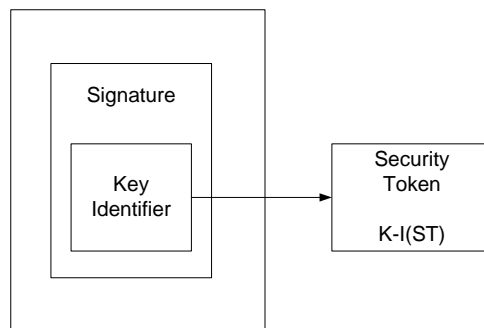 Signature
Key
Identifier
Security
Token
K-I(ST)